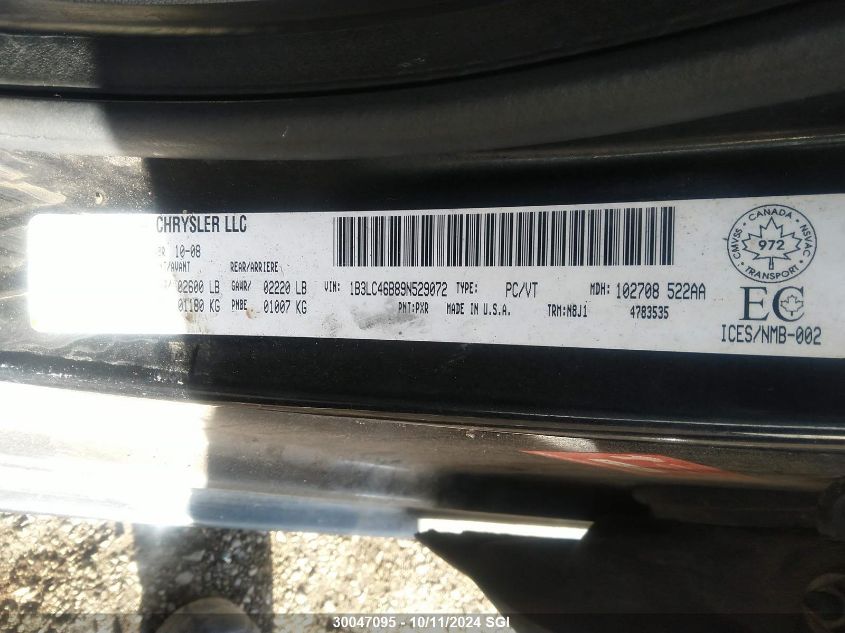 CHRYSLER LLC
10-08
/AVANT REAR/ARRIERE
02600 LB GAWR/ 02220 LB VIN: 1B3LC46B89N529072 TYPE: PC/VT MDH: 102708 522AA
01180 KG PNBE 01007 KG PNT:PXR MADE IN U.S.A. TRM:N8J1 4783535
CANADA
CMVSS NSVAC
972
TRANSPORT
EC
ICES/NMB-002
30047095 - 10/11/2024 SGI